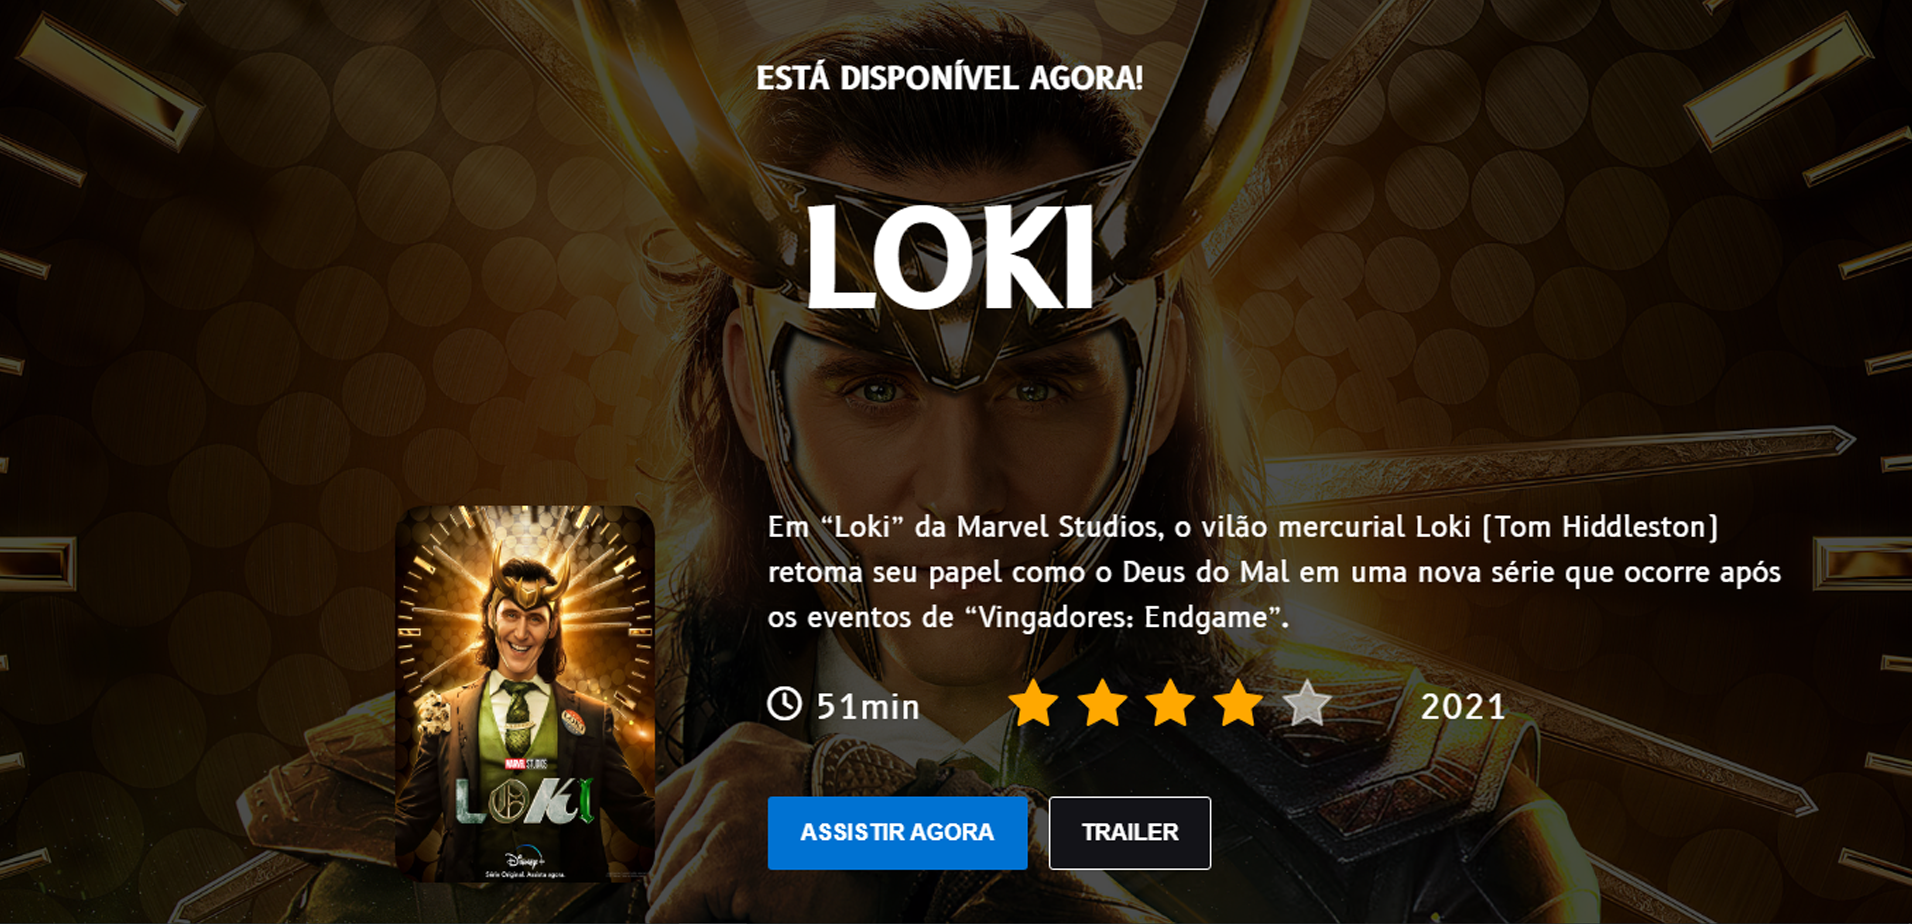 ESTÁ DISPONÍVEL AGORA!
LOKI
Em “Loki” da Marvel Studios, o vilão mercurial Loki (Tom Hiddleston)
retoma seu papel como o Deus do Mal em uma nova série que ocorre após
os eventos de “Vingadores: Endgame”.
51min
2021
ASSISTIR AGORA
TRAILER
MARVEL STUDIOS
LOKI
Disney+
Série Original. Assista agora.